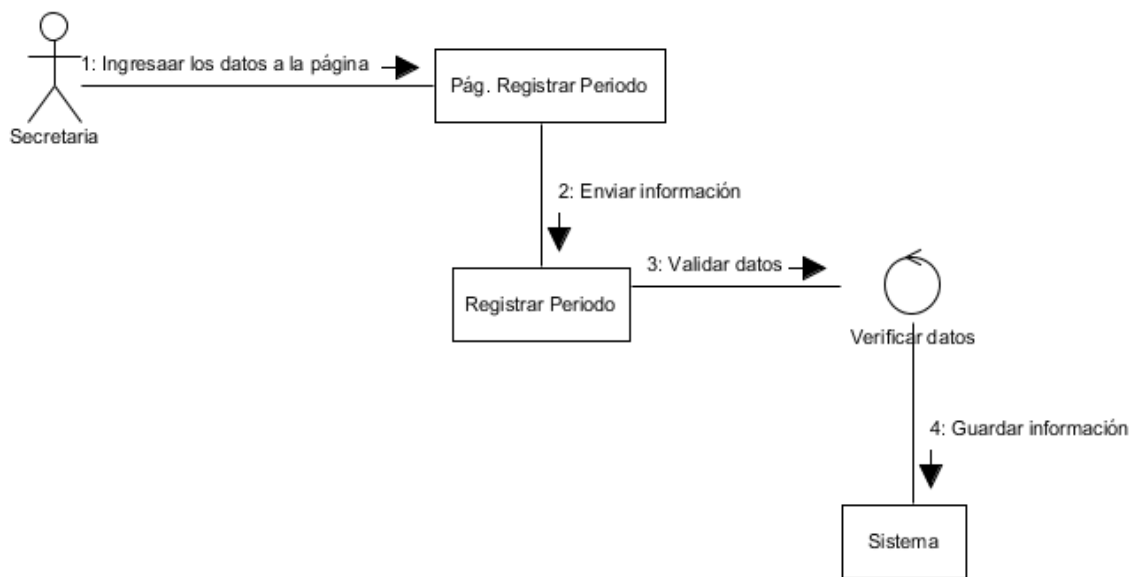 1: Ingresaar los datos a la página
Pág. Registrar Periodo
Secretaria
2: Enviar información
3: Validar datos
Registrar Periodo
Verificar datos
4: Guardar información
Sistema